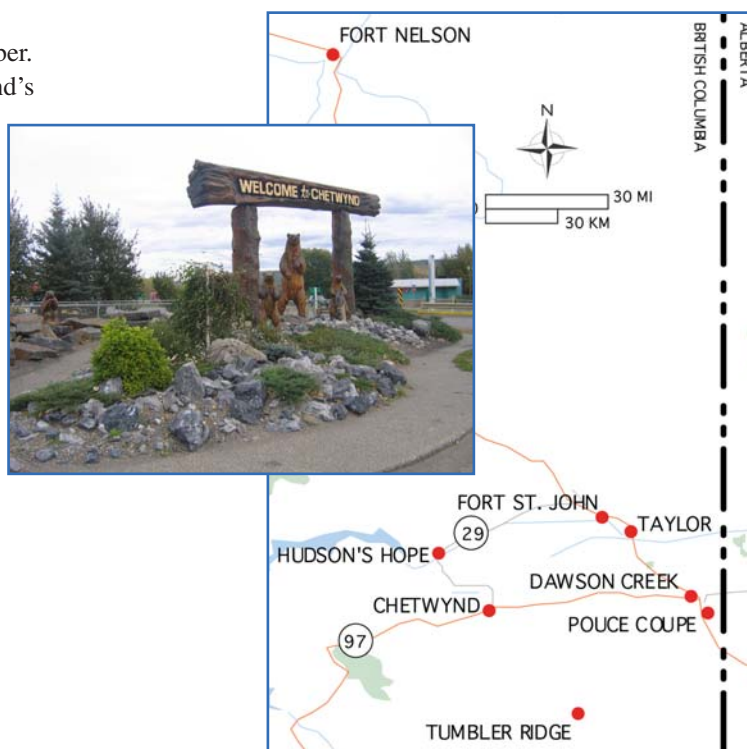 ber.
nd's
FORT NELSON
BRITISH COLUMBIA
ALBERTA
N
30 MI
30 KM
WELCOME to CHETWYND
FORT ST. JOHN
29
TAYLOR
HUDSON'S HOPE
DAWSON CREEK
CHETWYND
POUCE COUPE
97
TUMBLER RIDGE